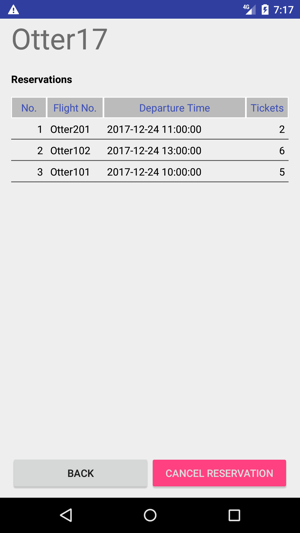 4G 7:17
Otter17
Reservations
No. Flight No. Departure Time Tickets
1 Otter201 2017-12-24 11:00:00 2
2 Otter102 2017-12-24 13:00:00 6
3 Otter101 2017-12-24 10:00:00 5
BACK CANCEL RESERVATION